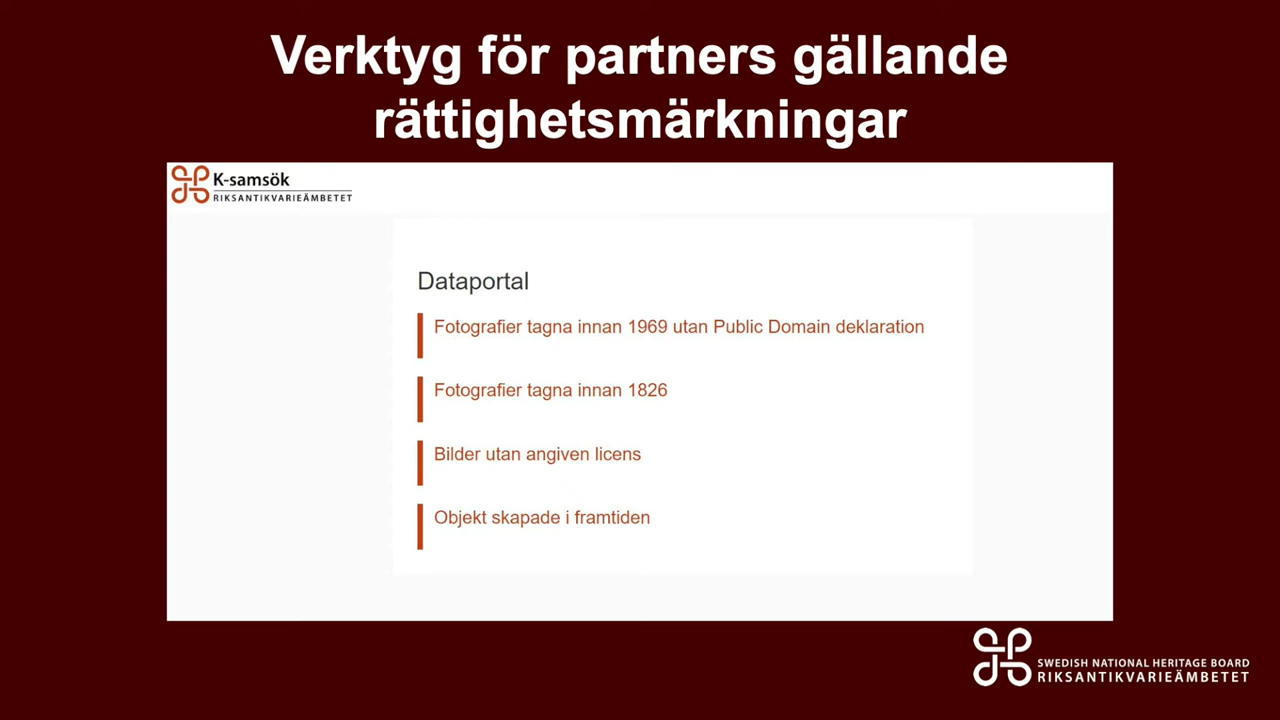 Verktyg för partners gällande
rättighetsmärkningar
K-samsök
RIKSANTIKVARIEÄMBETET
Dataportal
Fotografier tagna innan 1969 utan Public Domain deklaration
Fotografier tagna innan 1826
Bilder utan angiven licens
Objekt skapade i framtiden
SWEDISH NATIONAL HERITAGE BOARD
RIKSANTIKVARIEÄMBETET